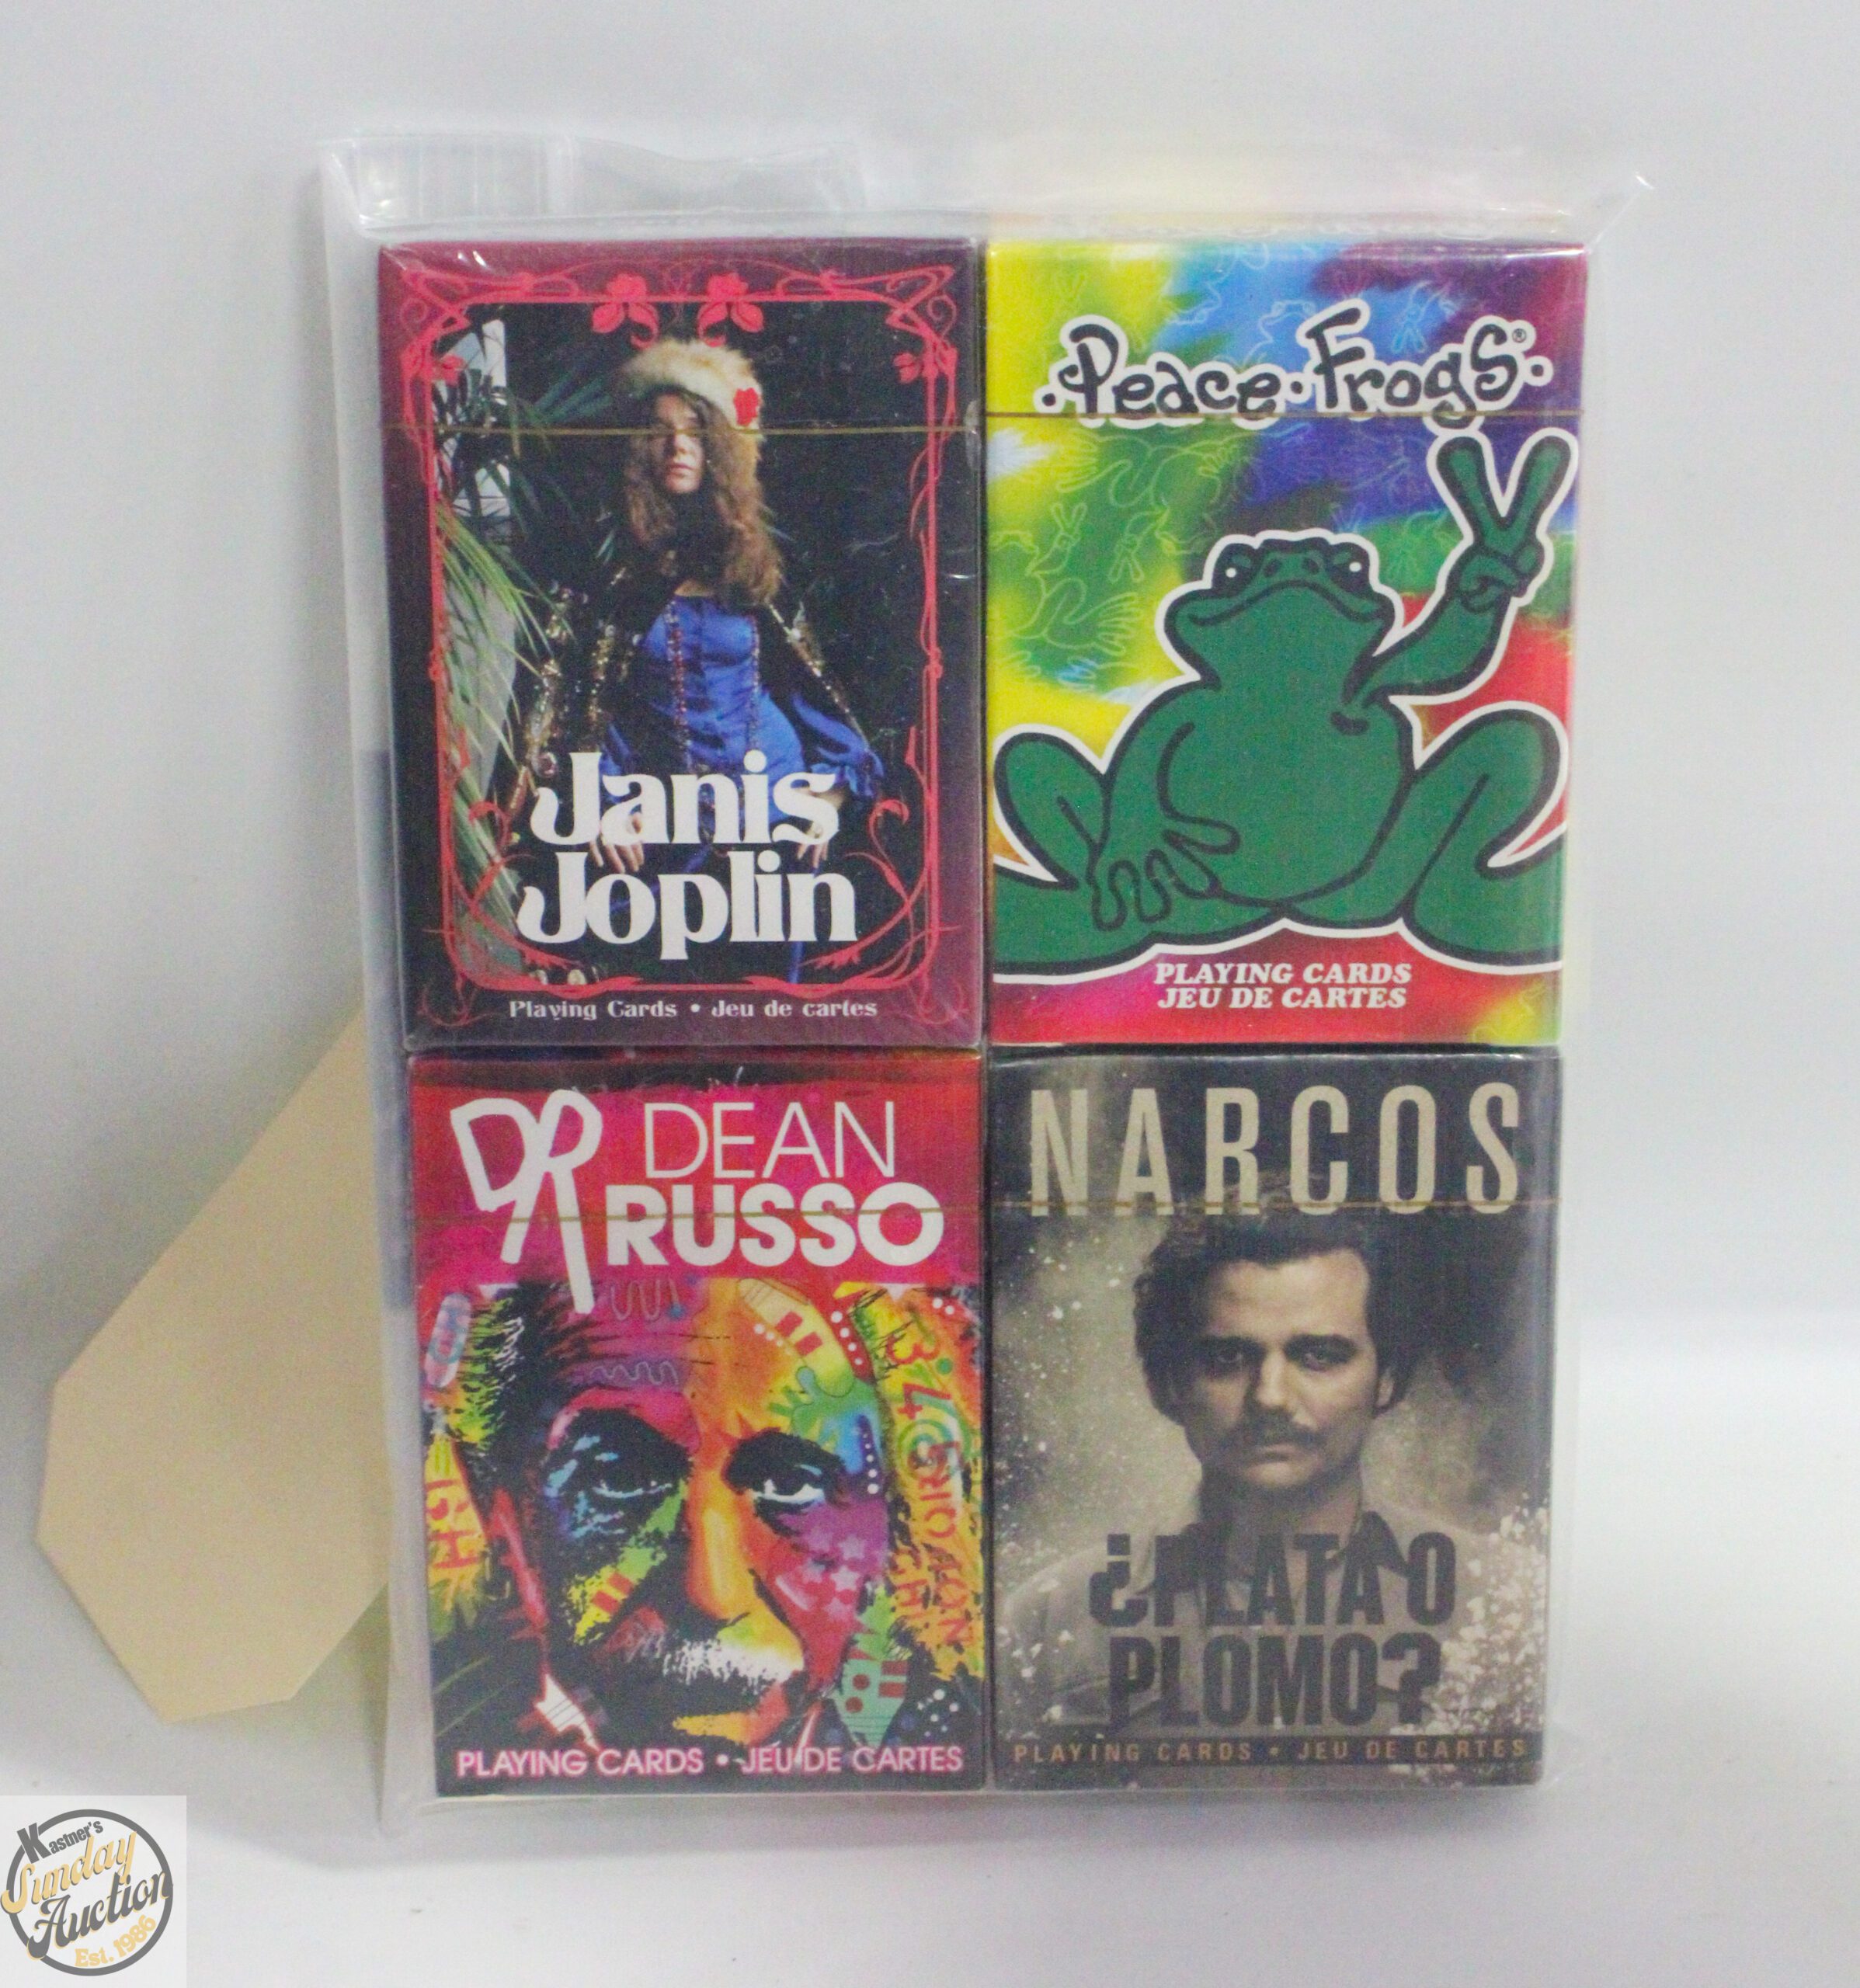 Janis
Joplin
Playing Cards • Jeu de cartes
·Peace·Frogs®·
PLAYING CARDS
JEU DE CARTES
DR DEAN
RUSSO
PLAYING CARDS • JEU DE CARTES
NARCOS
¿PLATA O
PLOMO?
PLAYING CARDS • JEU DE CARTES
Kastner's
Sunday
Auction
Est. 1986